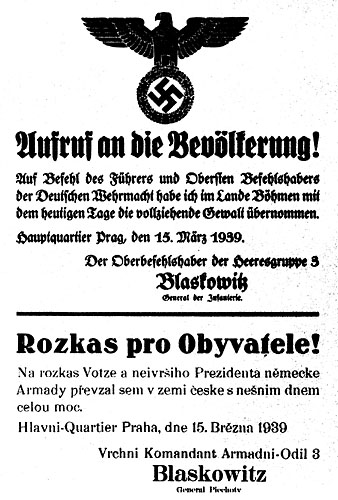 Aufruf an die Bevölkerung!
Auf Befehl des Führers und Obersten Befehlshabers
der Deutschen Wehrmacht habe ich im Lande Böhmen mit
dem heutigen Tage die vollziehende Gewalt übernommen.
Hauptquartier Prag, den 15. März 1939.
Der Oberbefehlshaber der Heeresgruppe 3
Blaskowitz
General der Infanterie.
Rozkas pro Obyvatele!
Na rozkas Votze a neivršiho Prezidenta německe
Armady převzal sem v zemi česke s nešnim dnem
celou moc.
Hlavni-Quartier Praha, dne 15. Března 1939
Vrchni Komandant Armadni-Odil 3
Blaskowitz
General Piechoty